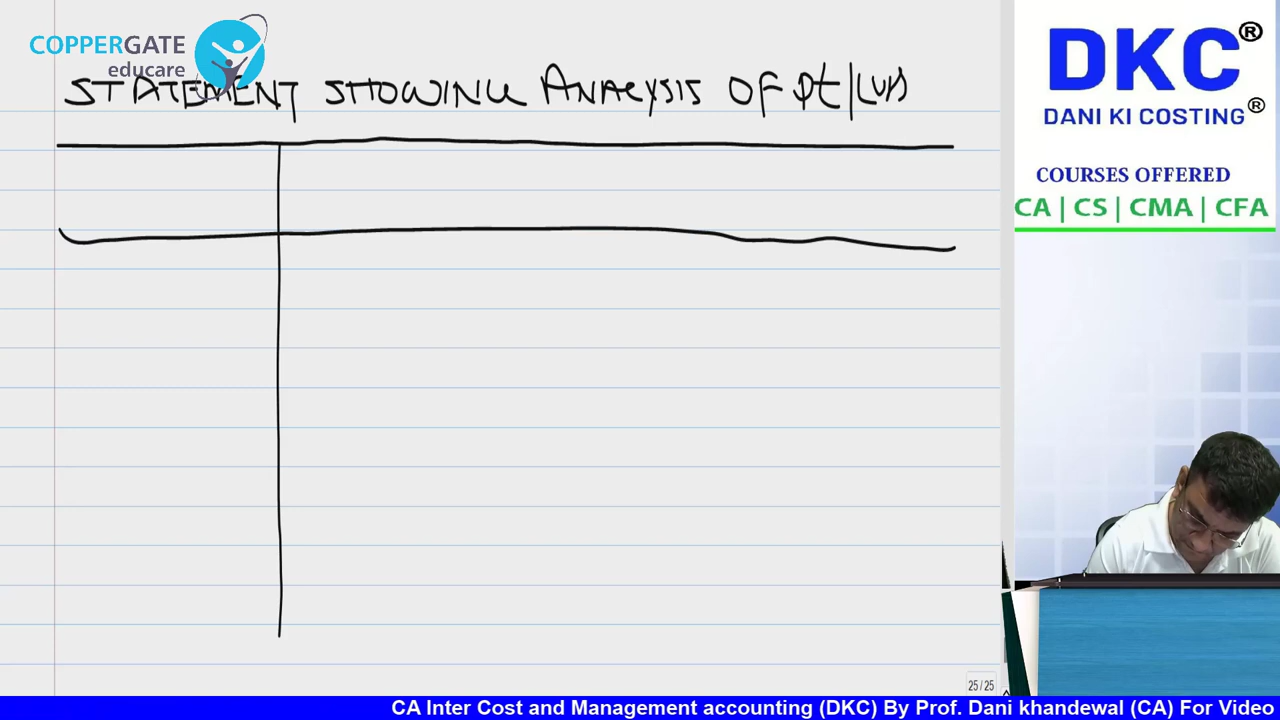 COPPERGATE
educare
STATEMENT SHOWING ANALYSIS OF Pt/Loss
DKC®
DANI KI COSTING®
COURSES OFFERED
CA | CS | CMA | CFA
25/25
CA Inter Cost and Management accounting (DKC) By Prof. Dani khandewal (CA) For Video